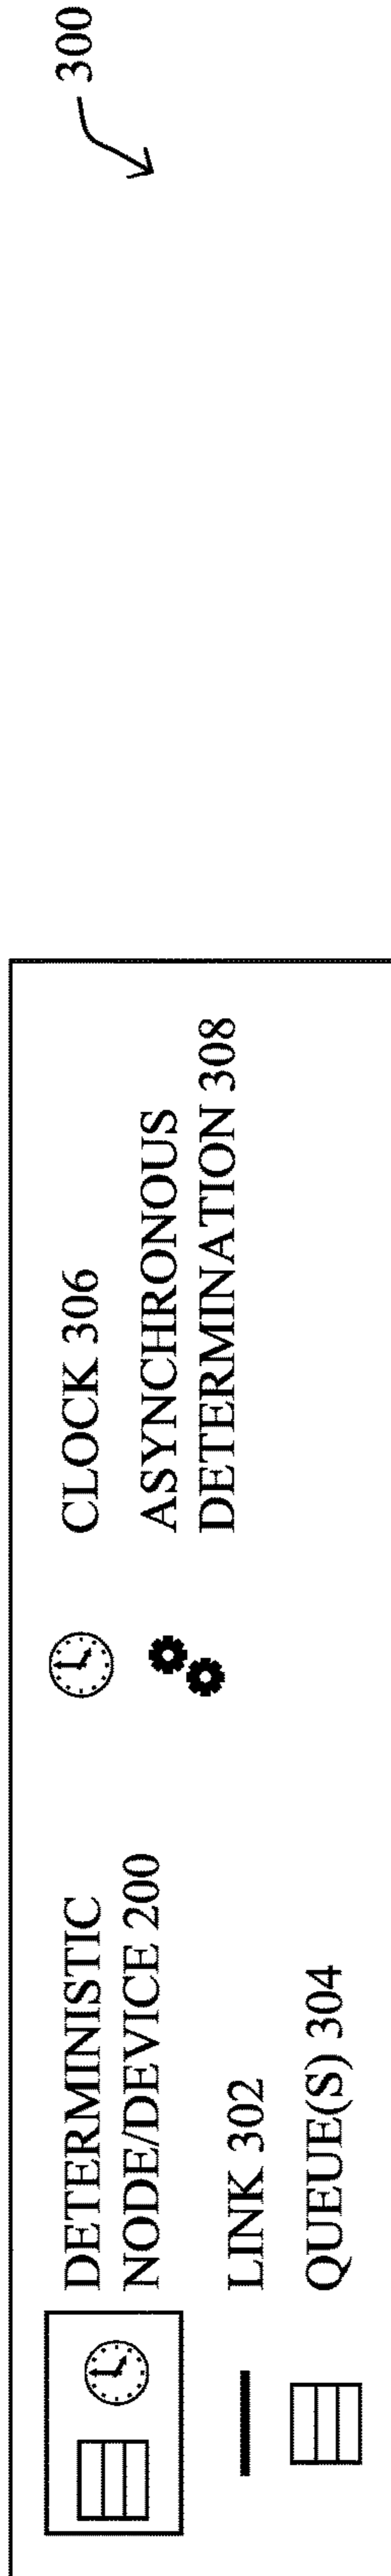 300
DETERMINISTIC
NODE/DEVICE 200
LINK 302
QUEUE(S) 304
CLOCK 306
ASYNCHRONOUS
DETERMINATION 308